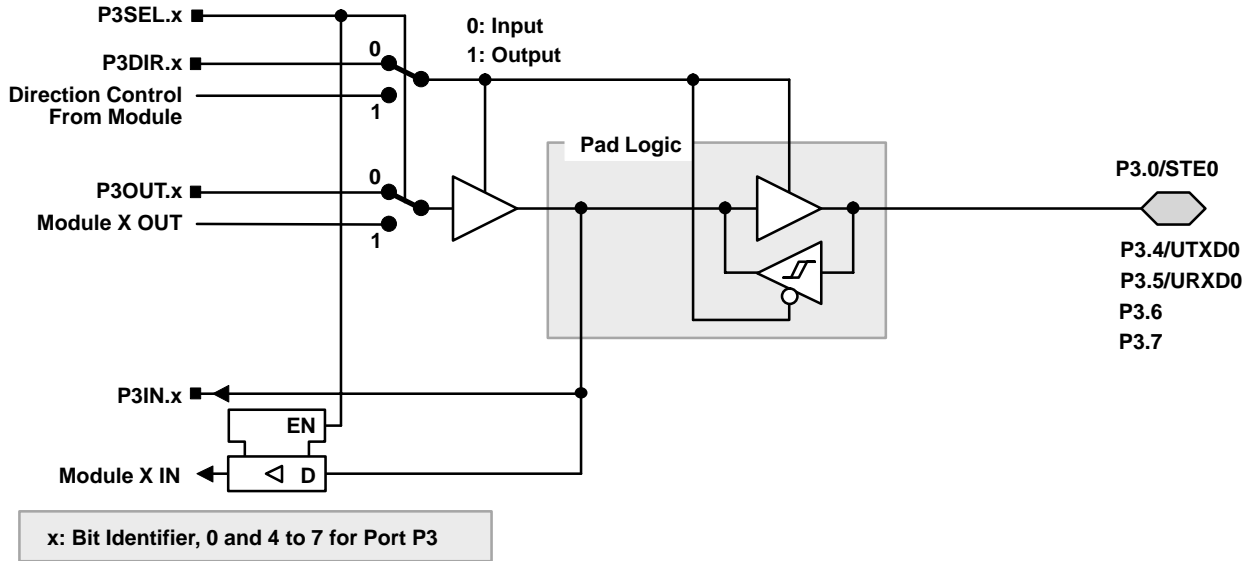 P3SEL.x
0: Input
1: Output
0
P3DIR.x
Direction Control
From Module
1
Pad Logic
P3OUT.x
0
Module X OUT
1
P3.0/STE0
P3.4/UTXD0
P3.5/URXD0
P3.6
P3.7
P3IN.x
EN
Module X IN
D
x: Bit Identifier, 0 and 4 to 7 for Port P3